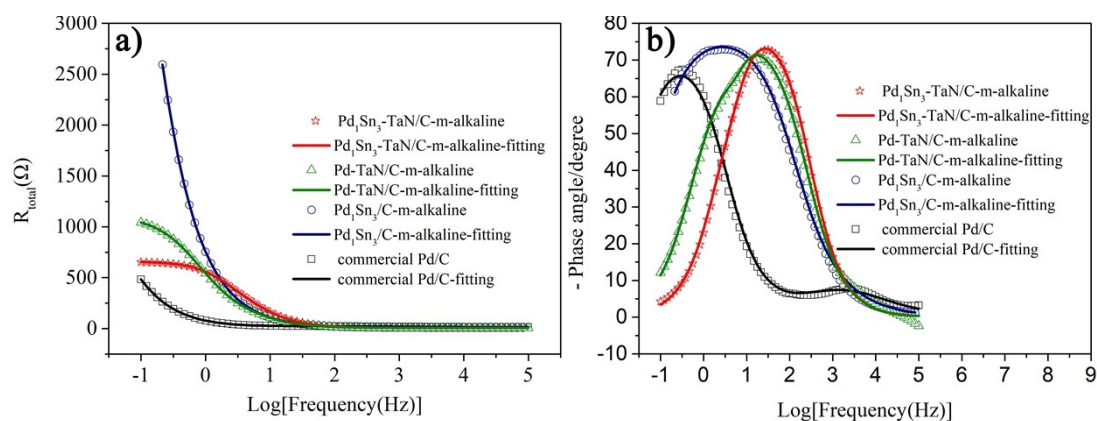 a)
3000
2500
2000
1500
1000
500
0
R_total(Ω)
-1 0 1 2 3 4 5
Log[Frequency(Hz)]
Pd₁Sn₃-TaN/C-m-alkaline
Pd₁Sn₃-TaN/C-m-alkaline-fitting
Pd-TaN/C-m-alkaline
Pd-TaN/C-m-alkaline-fitting
Pd₁Sn₃/C-m-alkaline
Pd₁Sn₃/C-m-alkaline-fitting
commercial Pd/C
commercial Pd/C-fitting
b)
80
70
60
50
40
30
20
10
0
-10
- Phase angle/degree
-1 0 1 2 3 4 5 6 7 8 9
Log[Frequency(Hz)]
Pd₁Sn₃-TaN/C-m-alkaline
Pd₁Sn₃-TaN/C-m-alkaline-fitting
Pd-TaN/C-m-alkaline
Pd-TaN/C-m-alkaline-fitting
Pd₁Sn₃/C-m-alkaline
Pd₁Sn₃/C-m-alkaline-fitting
commercial Pd/C
commercial Pd/C-fitting